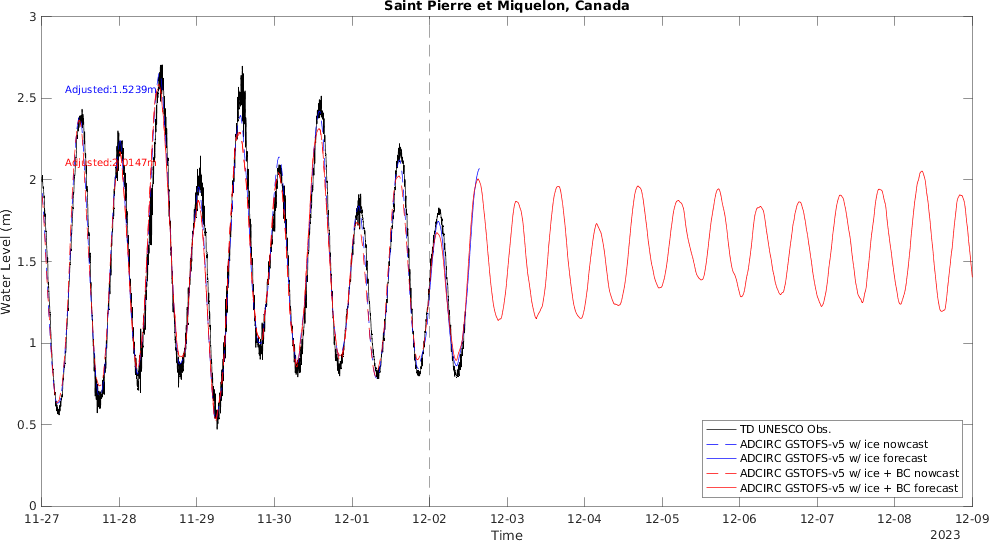 Saint Pierre et Miquelon, Canada
3
2.5
2
1.5
1
0.5
0
Water Level (m)
Adjusted:1.5239m
Adjusted:2.0147m
TD UNESCO Obs.
ADCIRC GSTOFS-v5 w/ ice nowcast
ADCIRC GSTOFS-v5 w/ ice forecast
ADCIRC GSTOFS-v5 w/ ice + BC nowcast
ADCIRC GSTOFS-v5 w/ ice + BC forecast
11-27 11-28 11-29 11-30 12-01 12-02 12-03 12-04 12-05 12-06 12-07 12-08 12-09
Time
2023